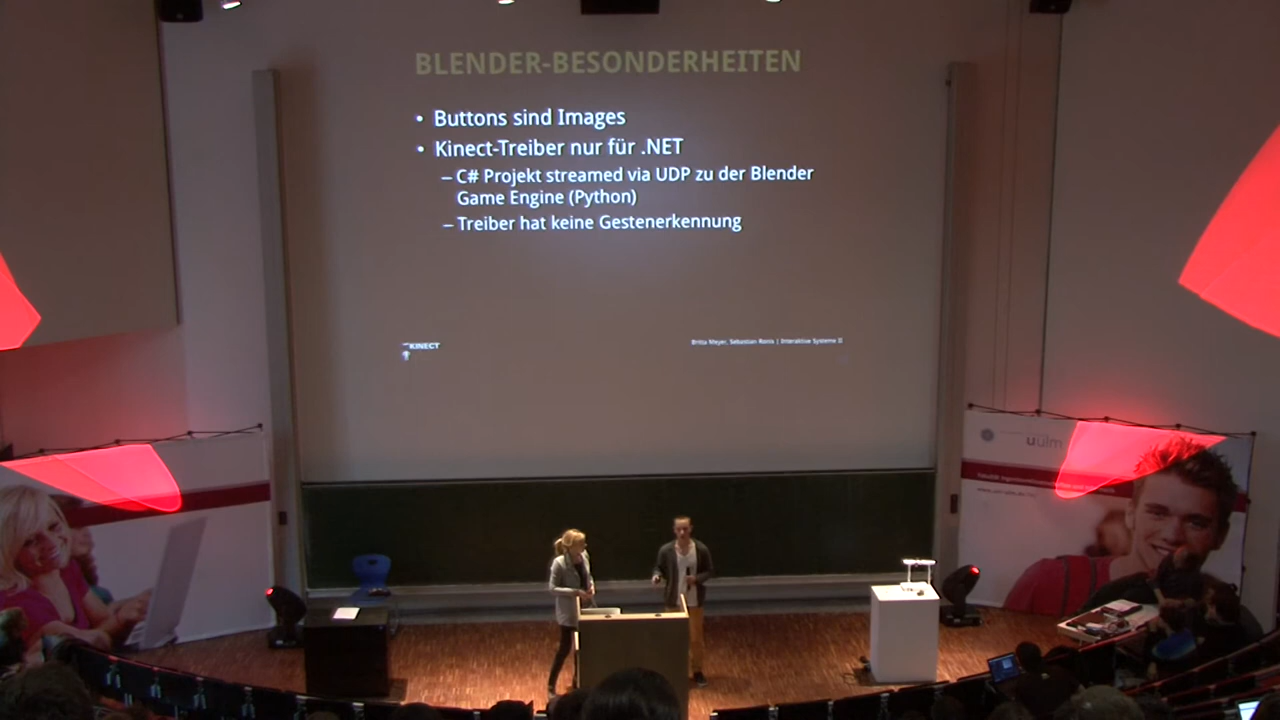 BLENDER-BESONDERHEITEN
• Buttons sind Images
• Kinect-Treiber nur für .NET
– C# Projekt streamed via UDP zu der Blender
Game Engine (Python)
– Treiber hat keine Gestenerkennung
KINECT
Britta Meyer, Sebastian | Interaktive Systeme II
uulm